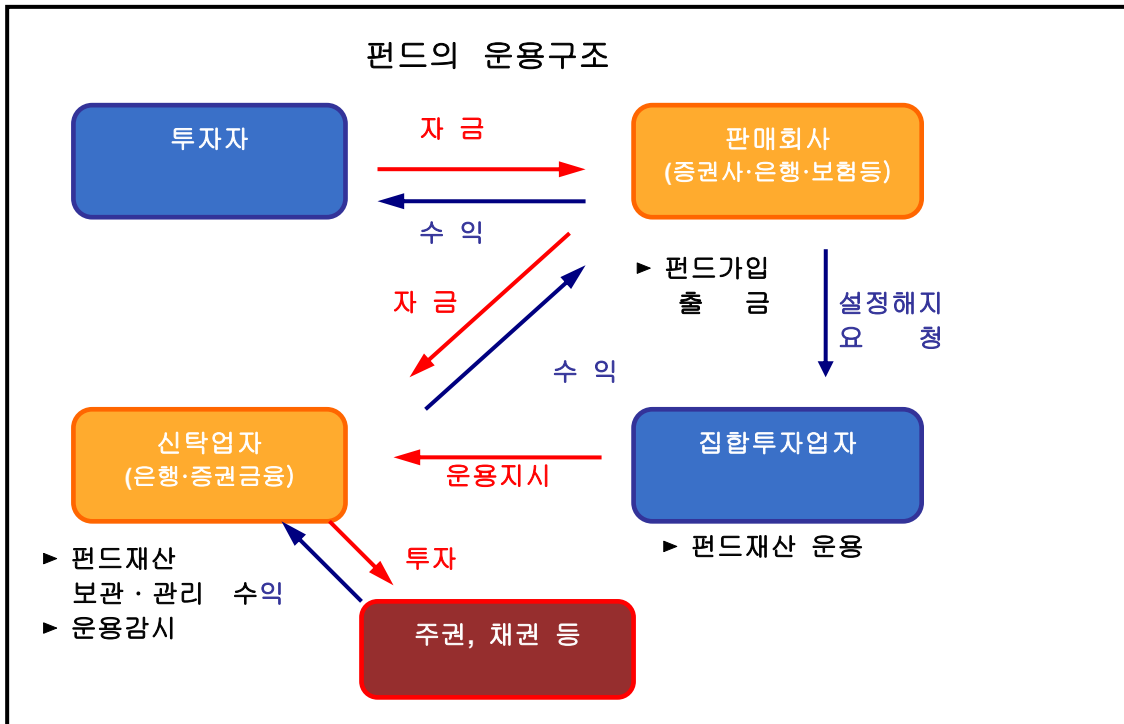 펀드의 운용구조
투자자
자 금
판매회사
(증권사·은행·보험등)
수 익
► 펀드가입
출 금
자 금
설정해지
요 청
수 익
신탁업자
(은행·증권금융)
집합투자업자
운용지시
► 펀드재산 운용
► 펀드재산
보관·관리 수익
► 운용감시
투자
주권, 채권 등